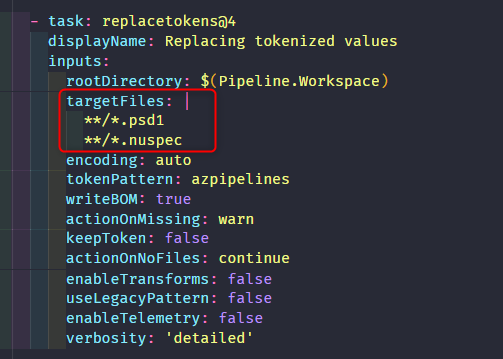 - task: replacetokens@4
displayName: Replacing tokenized values
inputs:
rootDirectory: $(Pipeline.Workspace)
targetFiles: |
**/*.psd1
**/*.nuspec
encoding: auto
tokenPattern: azpipelines
writeBOM: true
actionOnMissing: warn
keepToken: false
actionOnNoFiles: continue
enableTransforms: false
useLegacyPattern: false
enableTelemetry: false
verbosity: 'detailed'